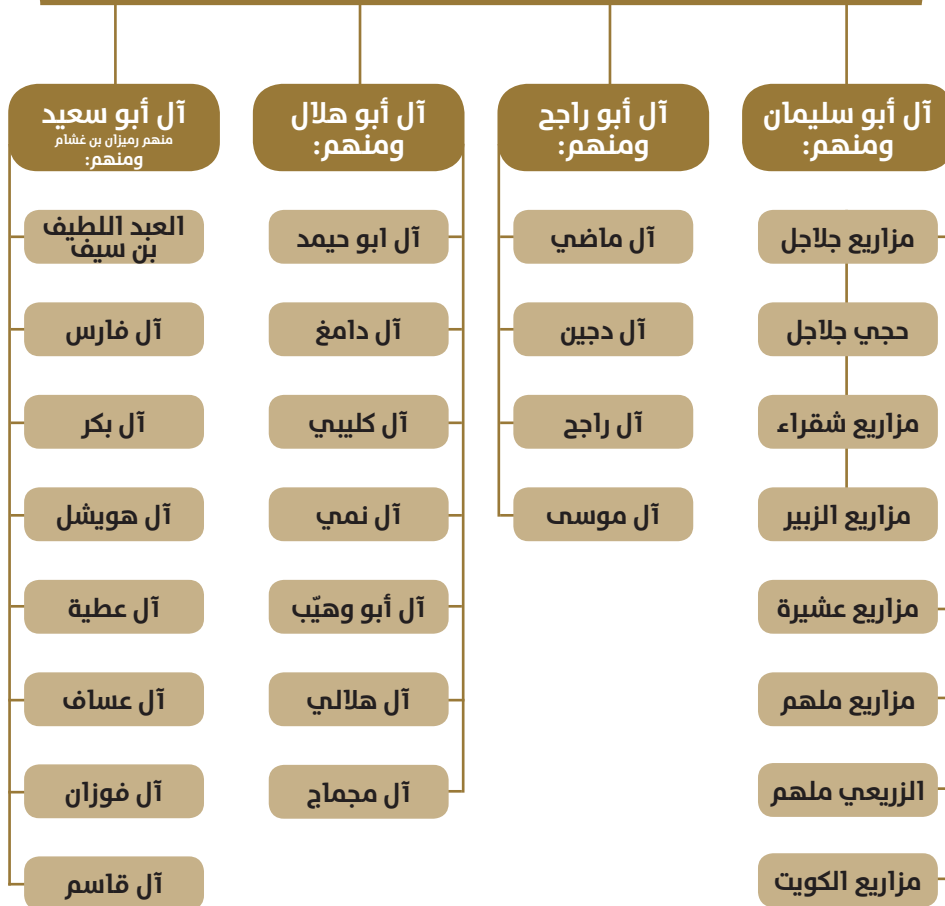 آل أبو سليمان
ومنهم:
مزاريع جلاجل
حجي جلاجل
مزاريع شقراء
مزاريع الزبير
مزاريع عشيرة
مزاريع ملهم
الزريعي ملهم
مزاريع الكويت
آل أبو راجح
ومنهم:
آل ماضي
آل دجين
آل راجح
آل موسى
آل أبو هلال
ومنهم:
آل ابو حيمد
آل دامغ
آل كليبي
آل نمي
آل أبو وهيّب
آل هلالي
آل مجماج
آل أبو سعيد
منهم رميزان بن غشام
ومنهم:
العبد اللطيف
بن سيف
آل فارس
آل بكر
آل هويشل
آل عطية
آل عساف
آل فوزان
آل قاسم